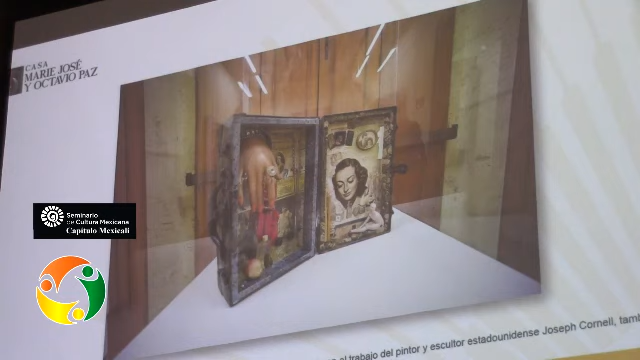 CASA
MARIE JOSÉ
Y OCTAVIO PAZ
Seminario
de Cultura Mexicana
Capítulo Mexicali
el trabajo del pintor y escultor estadounidense Joseph Cornell, tamb